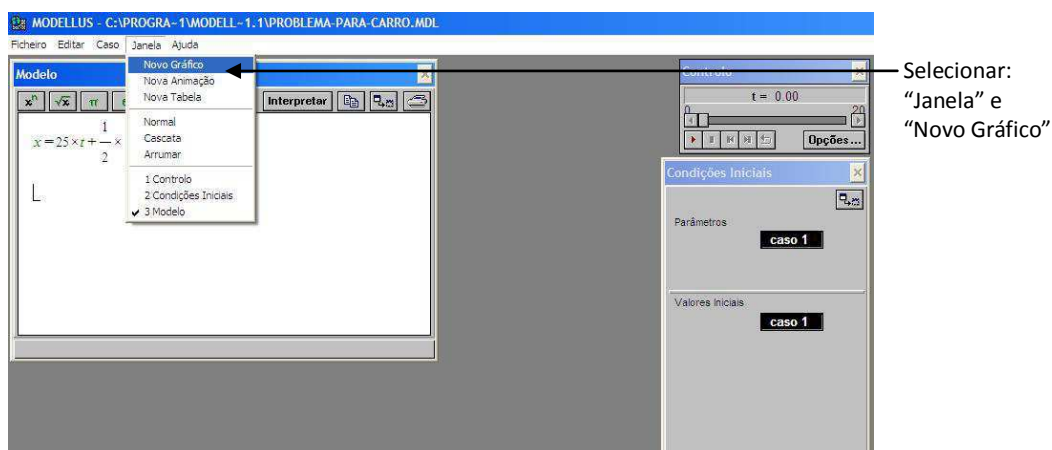 MODELLUS - C:\PROGRA~1\MODELL~1.1\PROBLEMA-PARA-CARRO.MDL
Ficheiro Editar Caso Janela Ajuda
Novo Gráfico
Nova Animação
Nova Tabela
Normal
Cascata
Arrumar
1 Controlo
2 Condições Iniciais
✓ 3 Modelo
Modelo
xⁿ √x π Interpretar
x = 25 × t + 1/2 ×
Controlo
t = 0.00
0 20
Opções...
Selecionar:
“Janela” e
“Novo Gráfico”
Condições Iniciais
Parâmetros
caso 1
Valores Iniciais
caso 1